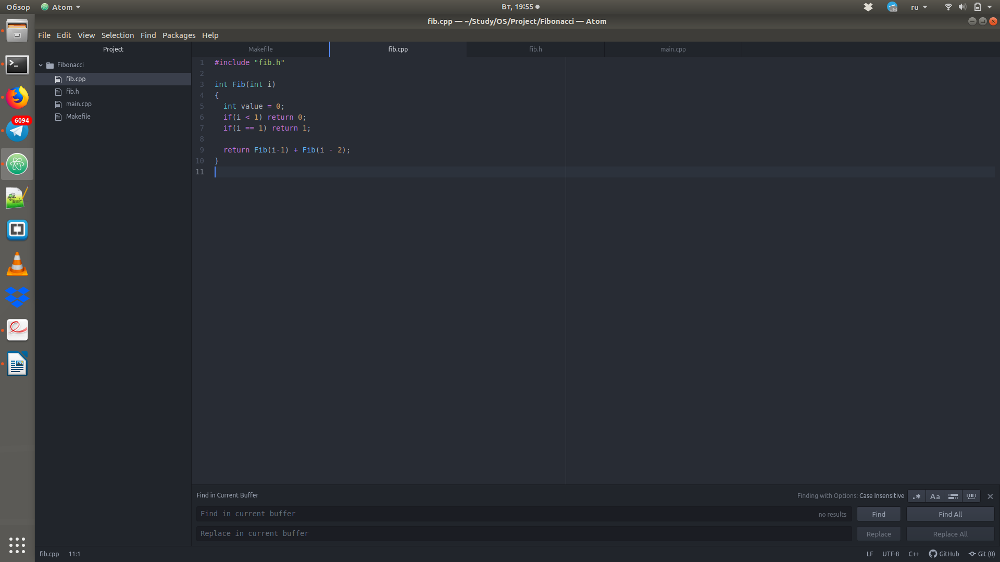 Обзор Atom Вт, 19:55 94 ru
fib.cpp — ~/Study/OS/Project/Fibonacci — Atom
File Edit View Selection Find Packages Help
Project Makefile fib.cpp fib.h main.cpp
Fibonacci
fib.cpp
fib.h
main.cpp
Makefile
6094
1 #include "fib.h"
2
3 int Fib(int i)
4 {
5 int value = 0;
6 if(i < 1) return 0;
7 if(i == 1) return 1;
8
9 return Fib(i-1) + Fib(i - 2);
10 }
11
Find in Current Buffer Finding with Options: Case Insensitive .* Aa
Find in current buffer no results Find Find All
Replace in current buffer Replace Replace All
fib.cpp 11:1 LF UTF-8 C++ GitHub Git (0)